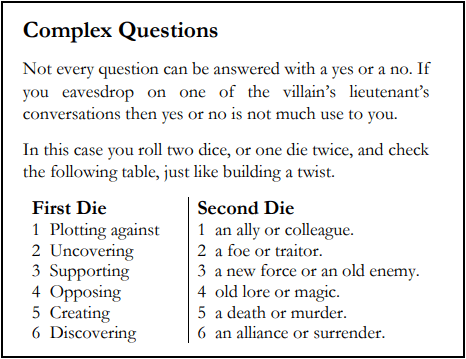 Complex Questions
Not every question can be answered with a yes or a no. If
you eavesdrop on one of the villain’s lieutenant’s
conversations then yes or no is not much use to you.
In this case you roll two dice, or one die twice, and check
the following table, just like building a twist.
First Die Second Die
1 Plotting against 1 an ally or colleague.
2 Uncovering 2 a foe or traitor.
3 Supporting 3 a new force or an old enemy.
4 Opposing 4 old lore or magic.
5 Creating 5 a death or murder.
6 Discovering 6 an alliance or surrender.